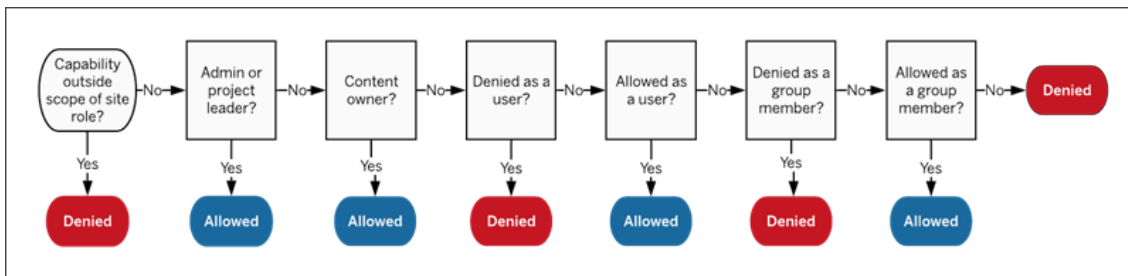 Capability
outside
scope of site
role?
No
Admin or
project
leader?
No
Content
owner?
No
Denied as
a user?
No
Allowed as
a user?
No
Denied as a
group
member?
No
Allowed as
a group
member?
No
Denied
Yes
Yes
Yes
Yes
Yes
Yes
Yes
Denied
Allowed
Allowed
Denied
Allowed
Denied
Allowed